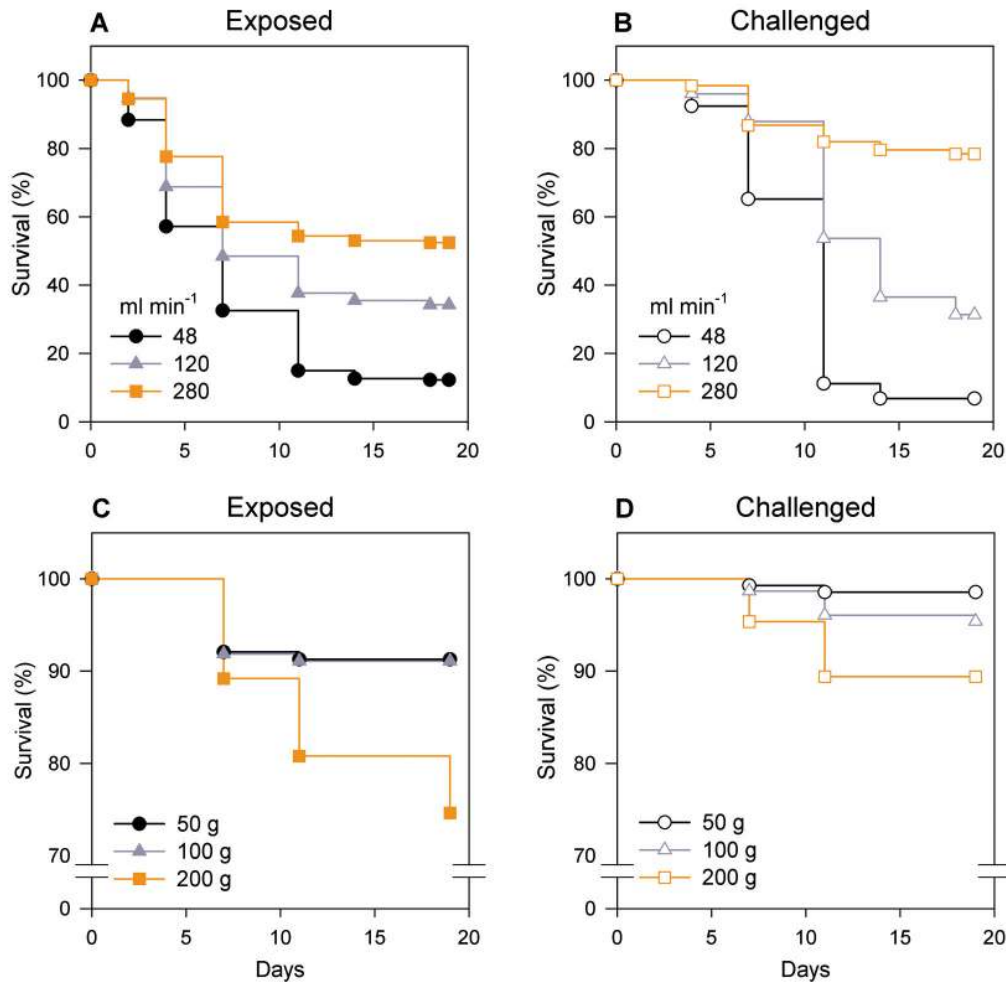 A Exposed
100
80
60
40
20
0
Survival (%)
ml min⁻¹
48
120
280
0 5 10 15 20
B Challenged
100
80
60
40
20
0
Survival (%)
ml min⁻¹
48
120
280
0 5 10 15 20
C Exposed
100
90
80
70
0
Survival (%)
50 g
100 g
200 g
0 5 10 15 20
Days
D Challenged
100
90
80
70
0
Survival (%)
50 g
100 g
200 g
0 5 10 15 20
Days